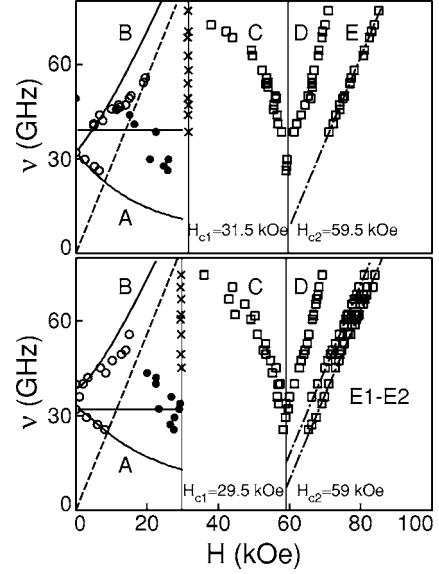 60
30
0
ν (GHz)
B
C
D
E
A
H_c1=31.5 kOe
H_c2=59.5 kOe
60
30
0
ν (GHz)
B
C
D
E1-E2
A
H_c1=29.5 kOe
H_c2=59 kOe
0 20 40 60 80 100
H (kOe)